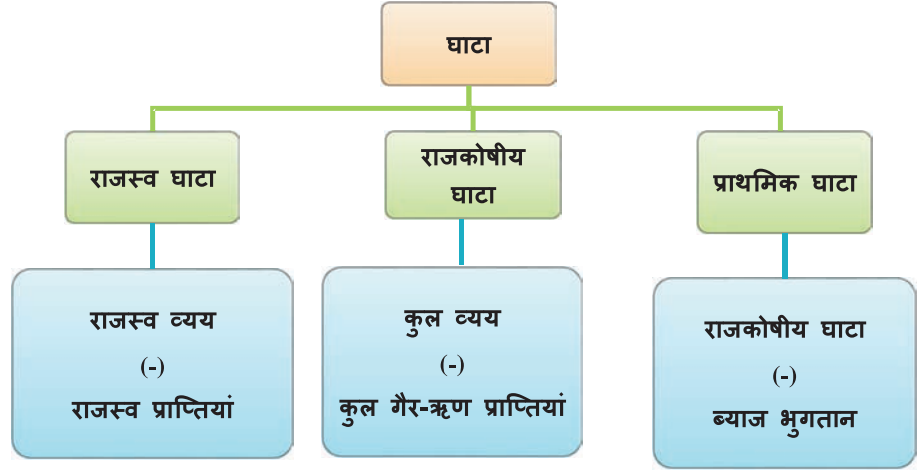 घाटा
राजस्व घाटा
राजकोषीय
घाटा
प्राथमिक घाटा
राजस्व व्यय
(-)
राजस्व प्राप्तियां
कुल व्यय
(-)
कुल गैर-ऋण प्राप्तियां
राजकोषीय घाटा
(-)
ब्याज भुगतान